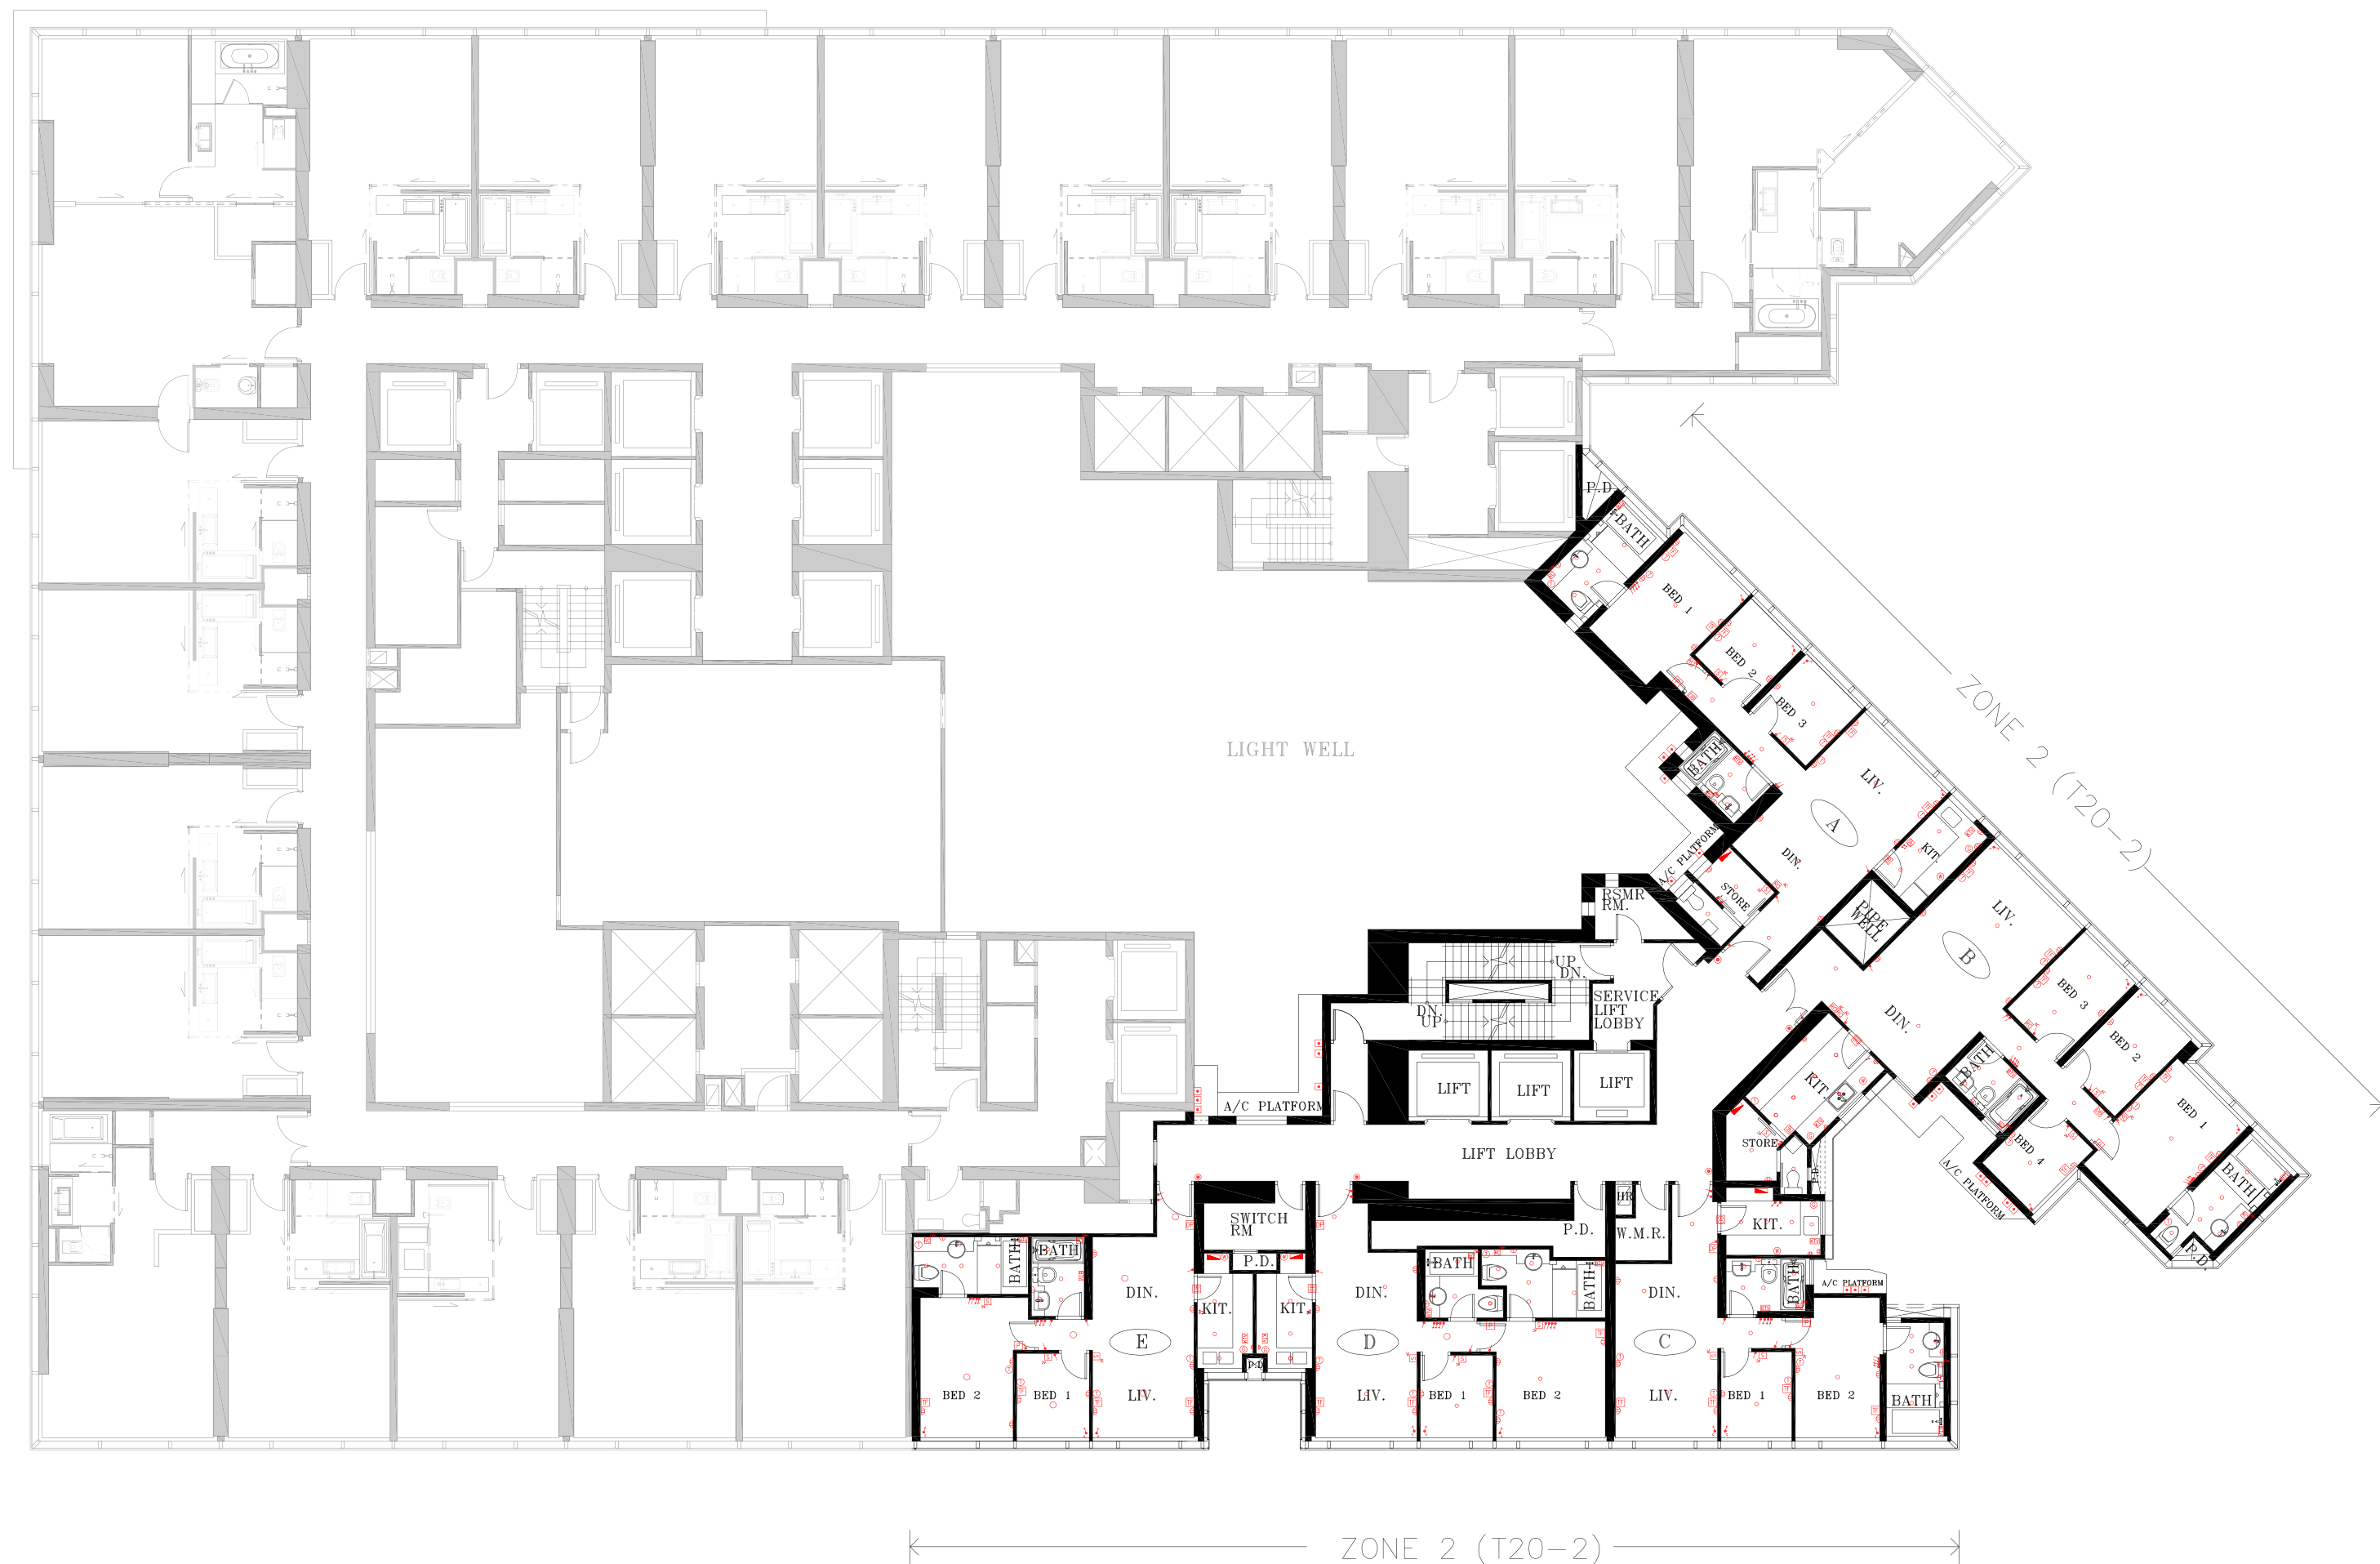 P.D.
BATH
BED 1
BED 2
BED 3
ZONE 2 (T20-2)
LIGHT WELL
BATH
LIV.
A
DIN.
KIT.
A/C PLATFORM
STORE
RSMR
RM.
PIPE
WELL
LIV.
B
DIN.
BED 3
BED 2
BED 1
BATH
BED 4
BATH
P.D.
A/C PLATFORM
UP
DN.
DN.
UP
SERVICE
LIFT
LOBBY
LIFT
LIFT
LIFT
KIT.
STORE
P.D.
A/C PLATFORM
LIFT LOBBY
SWITCH
RM
P.D.
P.D.
HR
W.M.R.
KIT.
BATH
BATH
DIN.
KIT.
KIT.
DIN.
BATH
BATH
DIN.
BATH
A/C PLATFORM
E
D
C
P.D.
BED 2
BED 1
LIV.
LIV.
BED 1
BED 2
LIV.
BED 1
BED 2
BATH
ZONE 2 (T20-2)